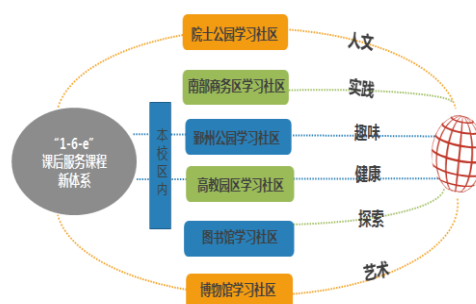 院士公园学习社区
人文
南部商务区学习社区
实践
“1-6-e”
课后服务课程
新体系
本校区内
鄞州公园学习社区
趣味
高教园区学习社区
健康
图书馆学习社区
探索
博物馆学习社区
艺术